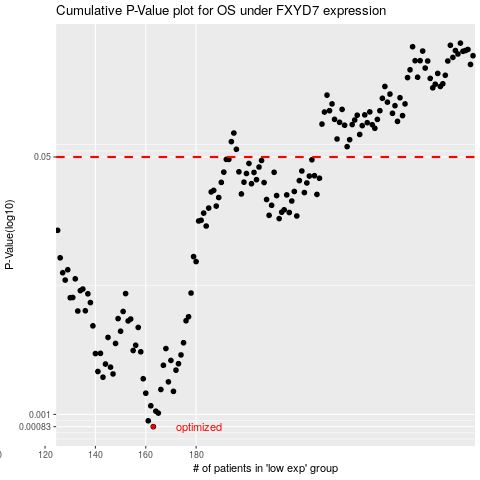 Cumulative P-Value plot for OS under FXYD7 expression
P-Value(log10)
0.05
0.001
0.00083
optimized
0 120 140 160 180
# of patients in 'low exp' group